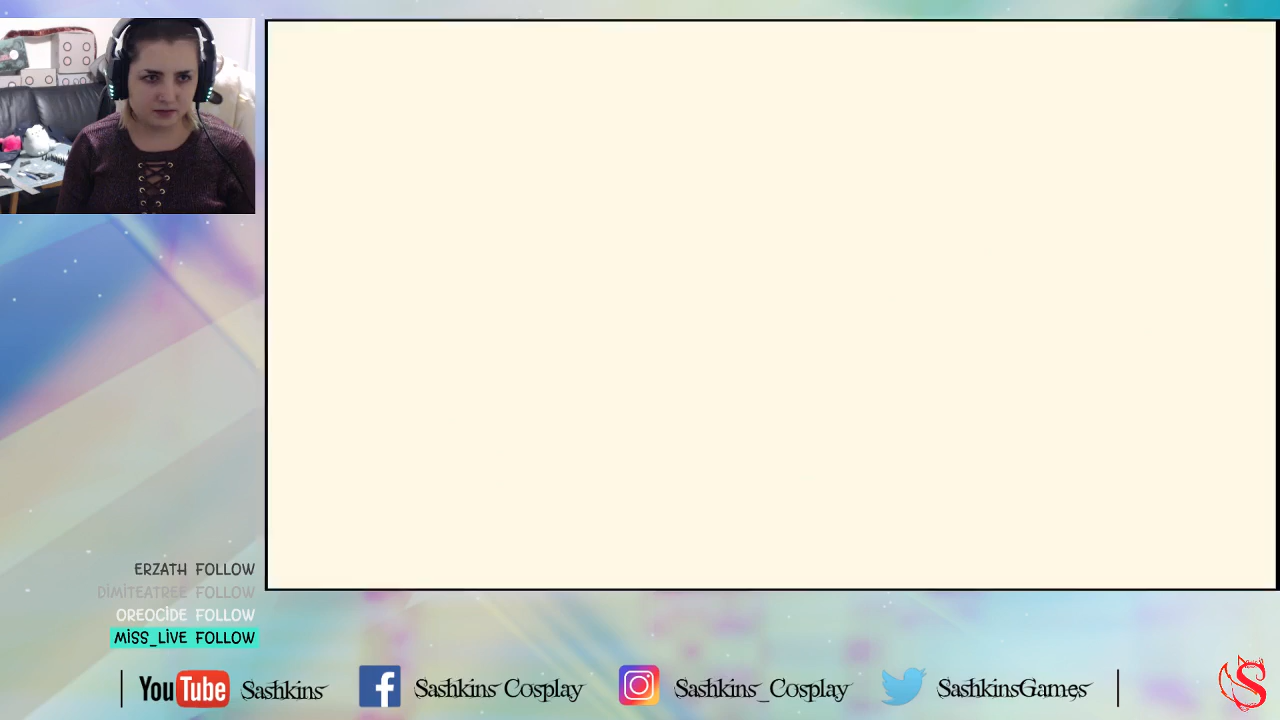 ERZATH FOLLOW
DIMITEATREE FOLLOW
OREOCIDE FOLLOW
MISS_LIVE FOLLOW
YouTube Sashkins Sashkins Cosplay Sashkins_Cosplay SashkinsGames